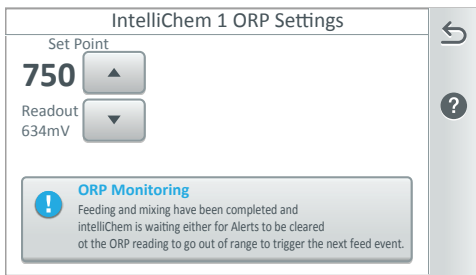 IntelliChem 1 ORP Settings
Set Point
750
Readout
634mV
?
!
ORP Monitoring
Feeding and mixing have been completed and
intelliChem is waiting either for Alerts to be cleared
ot the ORP reading to go out of range to trigger the next feed event.